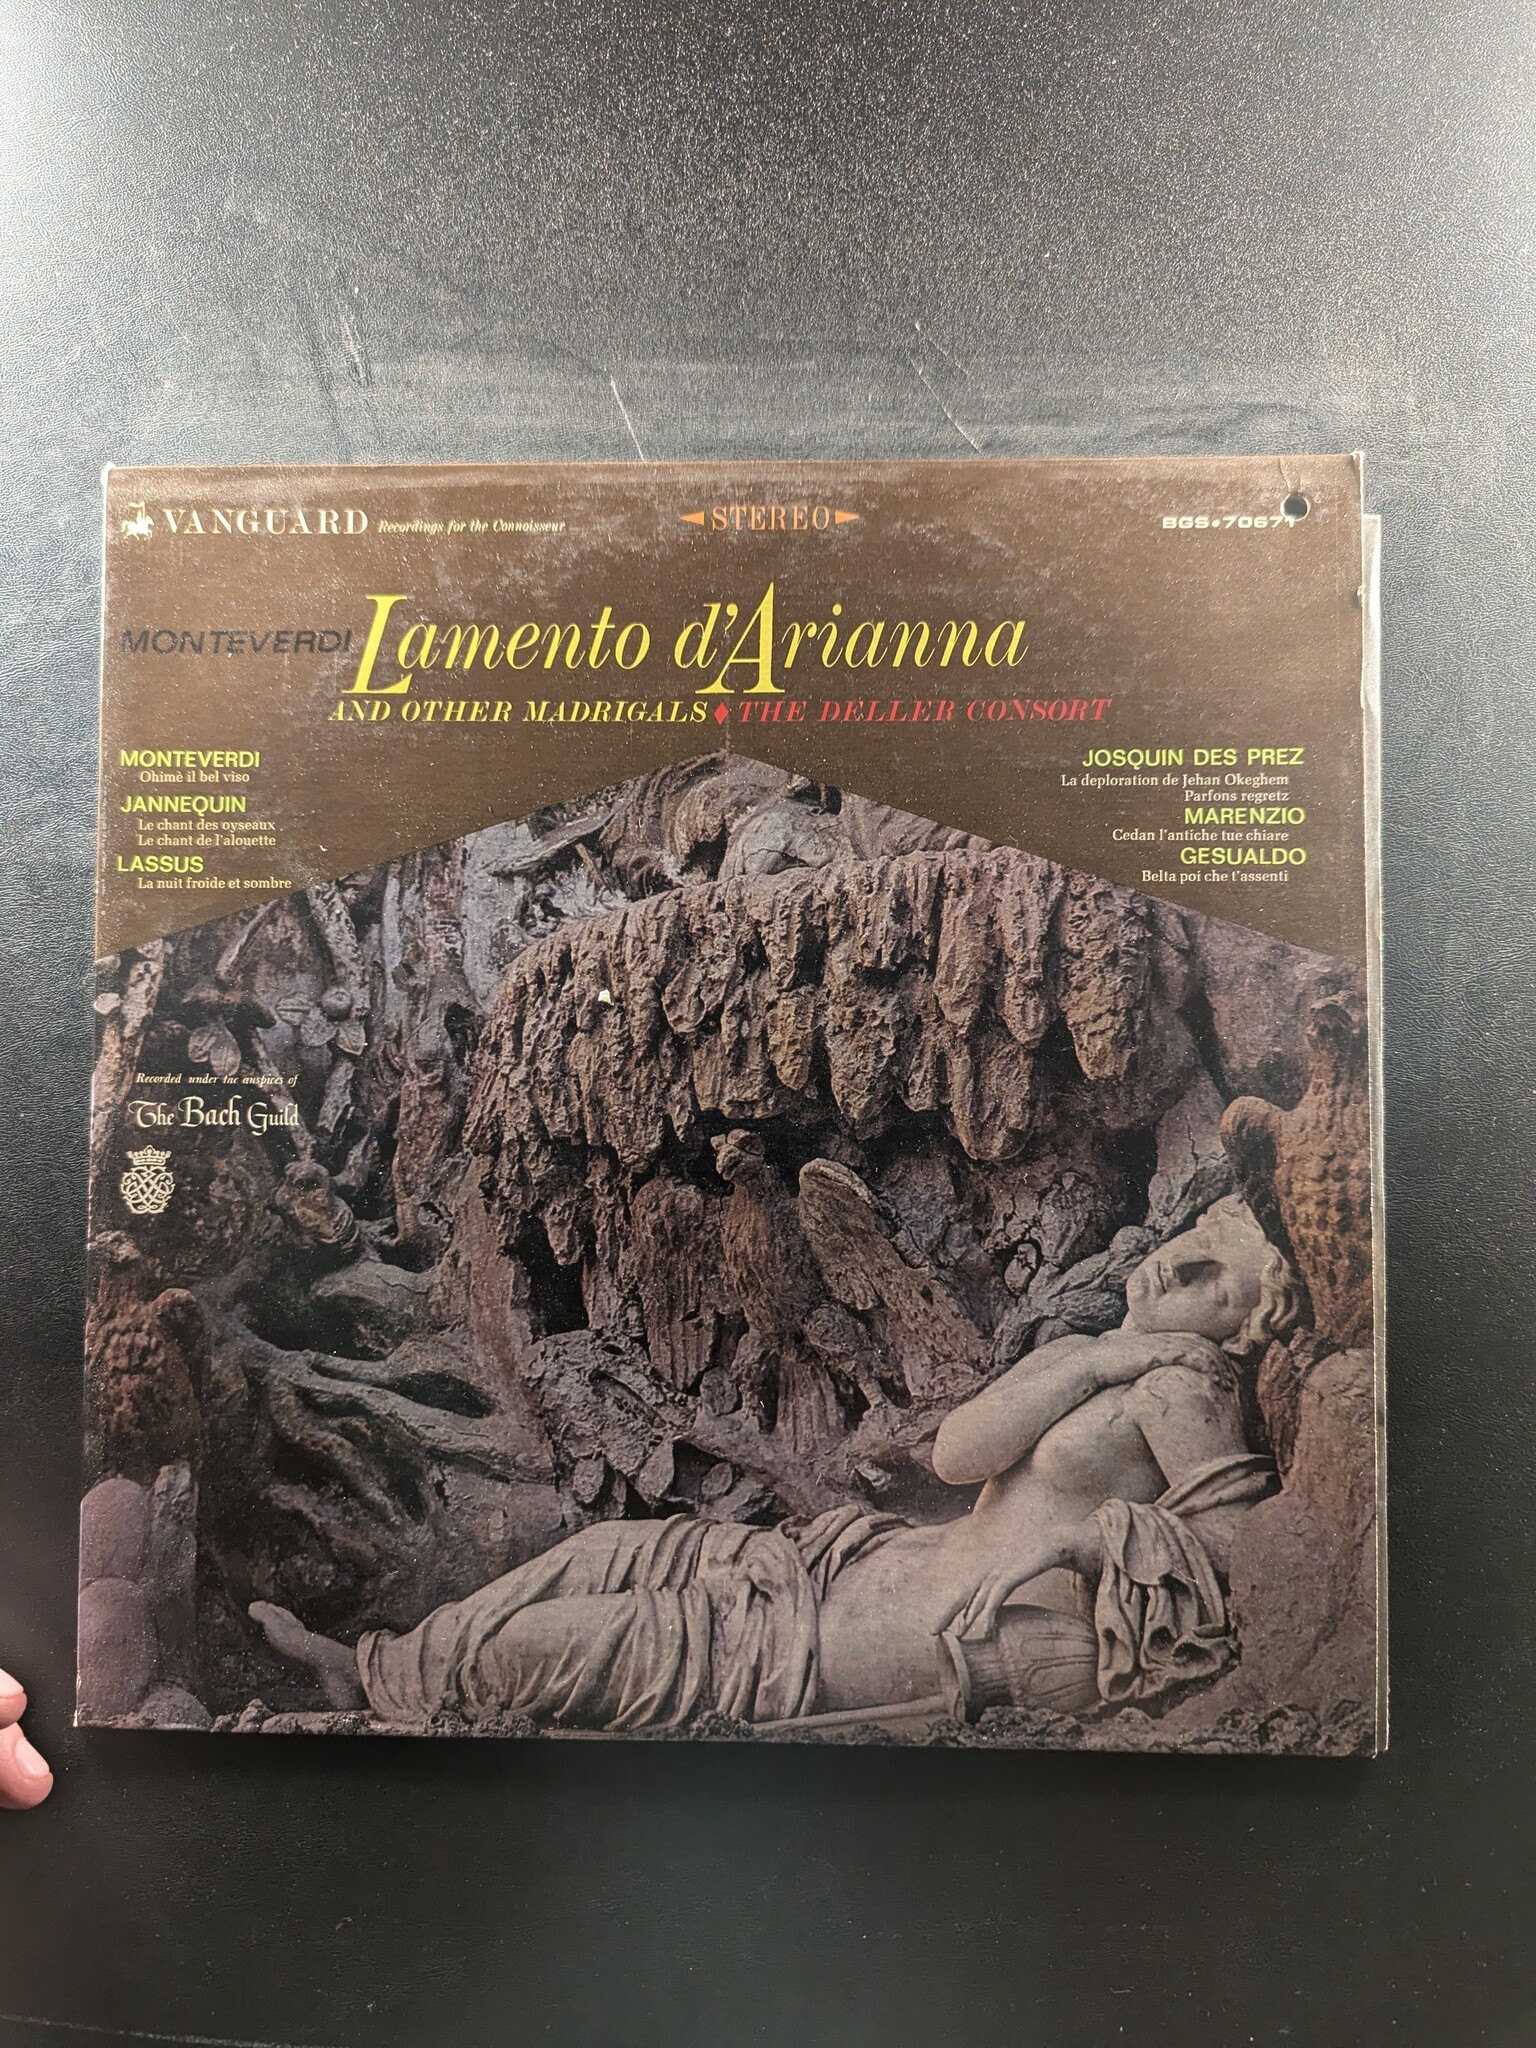 VANGUARD Recordings for the Connoisseur
STEREO
BGS•70671
MONTEVERDI Lamento d'Arianna
AND OTHER MADRIGALS ♦ THE DELLER CONSORT
MONTEVERDI
Ohimè il bel viso
JANNEQUIN
Le chant des oyseaux
Le chant de l'alouette
LASSUS
La nuit froide et sombre
JOSQUIN DES PREZ
La deploration de Jehan Okeghem
Parfons regretz
MARENZIO
Cedan l'antiche tue chiare
GESUALDO
Belta poi che t'assenti
Recorded under the auspices of
The Bach Guild